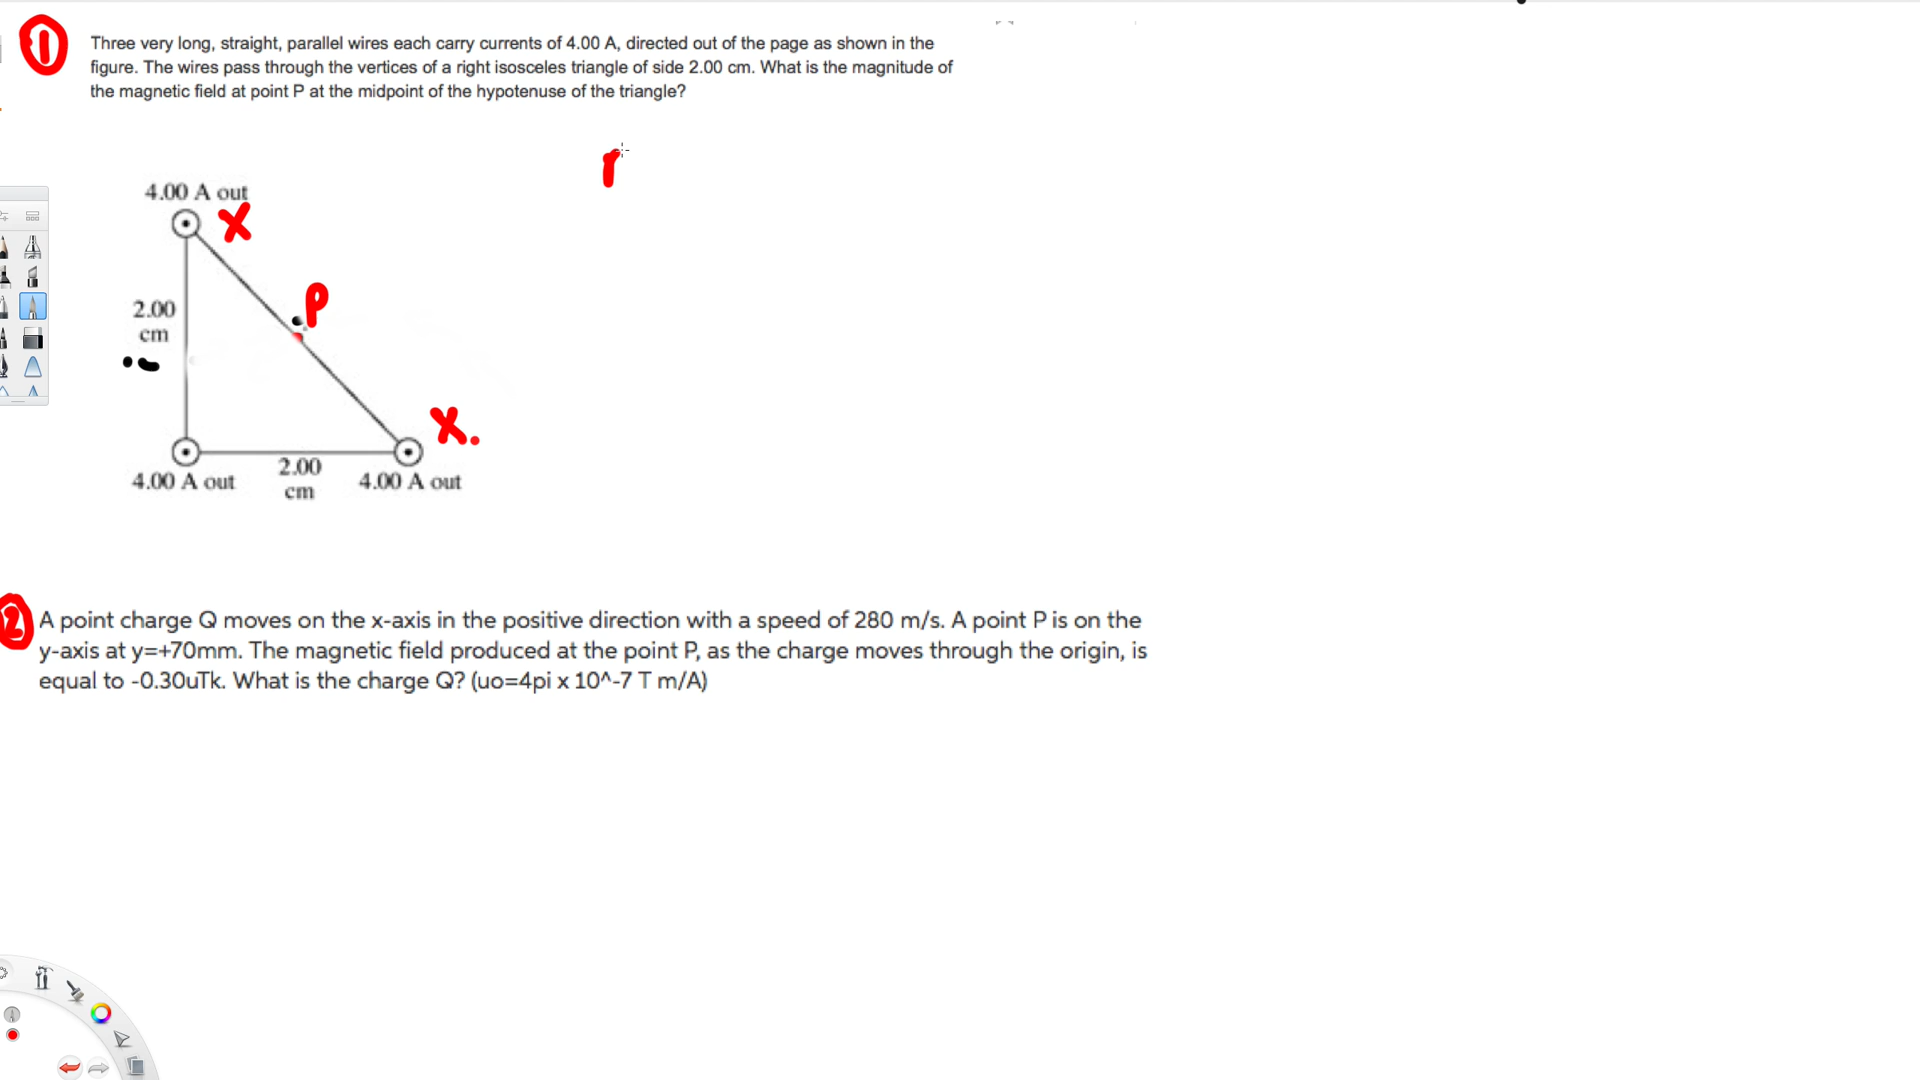 1
Three very long, straight, parallel wires each carry currents of 4.00 A, directed out of the page as shown in the
figure. The wires pass through the vertices of a right isosceles triangle of side 2.00 cm. What is the magnitude of
the magnetic field at point P at the midpoint of the hypotenuse of the triangle?
r
4.00 A out
X
P
2.00
cm
X.
2.00
cm
4.00 A out
4.00 A out
2
A point charge Q moves on the x-axis in the positive direction with a speed of 280 m/s. A point P is on the
y-axis at y=+70mm. The magnetic field produced at the point P, as the charge moves through the origin, is
equal to -0.30uTk. What is the charge Q? (uo=4pi x 10^-7 T m/A)